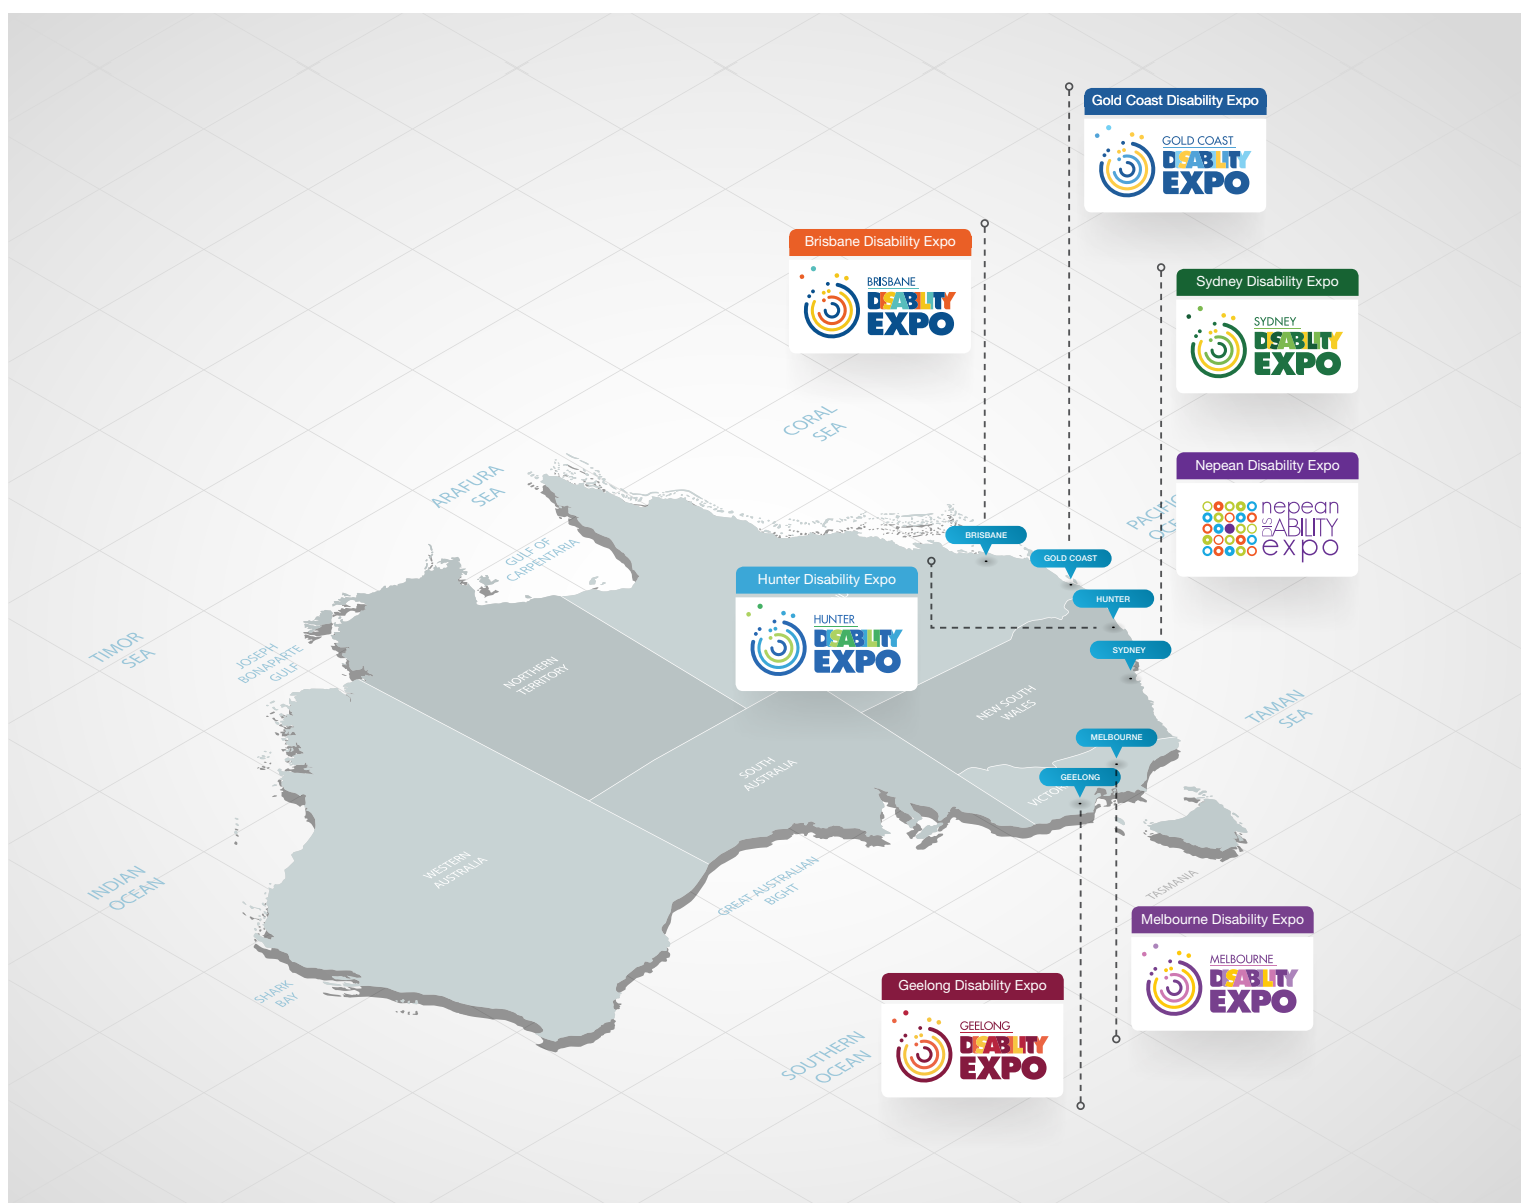 Gold Coast Disability Expo
GOLD COAST
DISABILITY
EXPO
Brisbane Disability Expo
BRISBANE
DISABILITY
EXPO
Sydney Disability Expo
SYDNEY
DISABILITY
EXPO
CORAL
SEA
ARAFURA
SEA
Nepean Disability Expo
nepean
DISABILITY
expo
PACIFIC
GULF OF
CARPENTARIA
BRISBANE
GOLD COAST
Hunter Disability Expo
HUNTER
DISABILITY
EXPO
HUNTER
SYDNEY
TIMOR
SEA
JOSEPH
BONAPARTE
GULF
NORTHERN
TERRITORY
NEW SOUTH
WALES
TAMAN
SEA
MELBOURNE
GEELONG
SOUTH
AUSTRALIA
WESTERN
AUSTRALIA
INDIAN
OCEAN
GREAT-AUSTRALIAN
BIGHT
TASMANIA
Melbourne Disability Expo
MELBOURNE
DISABILITY
EXPO
Geelong Disability Expo
GEELONG
DISABILITY
EXPO
SHARK
BAY
SOUTHERN
OCEAN